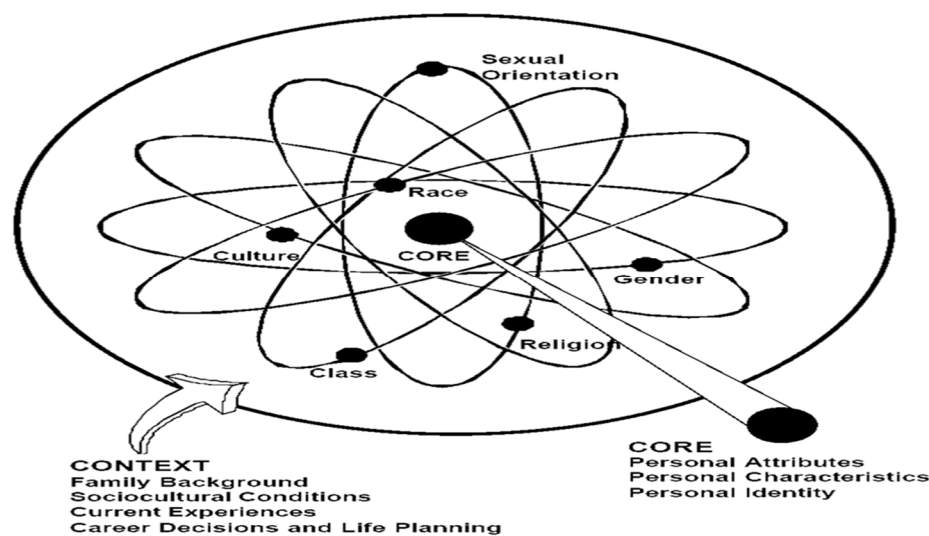 Sexual
Orientation
Race
CORE
Culture
Gender
Religion
Class
CONTEXT
Family Background
Sociocultural Conditions
Current Experiences
Career Decisions and Life Planning
CORE
Personal Attributes
Personal Characteristics
Personal Identity